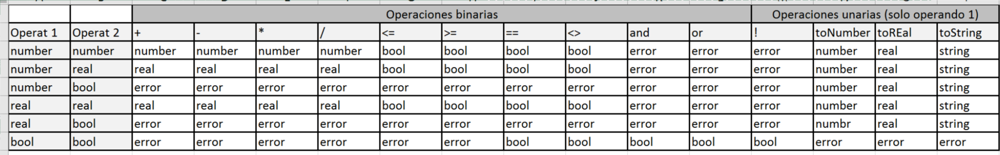 Operaciones binarias Operaciones unarias (solo operando 1)
Operat 1 Operat 2 + - * / <= >= == <> and or ! toNumber toREal toString
number number number number number number bool bool bool bool error error error number real string
number real real real real real bool bool bool bool error error error number real string
number bool error error error error error error error error error error error number real string
real real real real real real bool bool bool bool error error error number real string
real bool error error error error error error error error error error error numbr real string
bool bool error error error error error error bool bool bool bool bool error error error